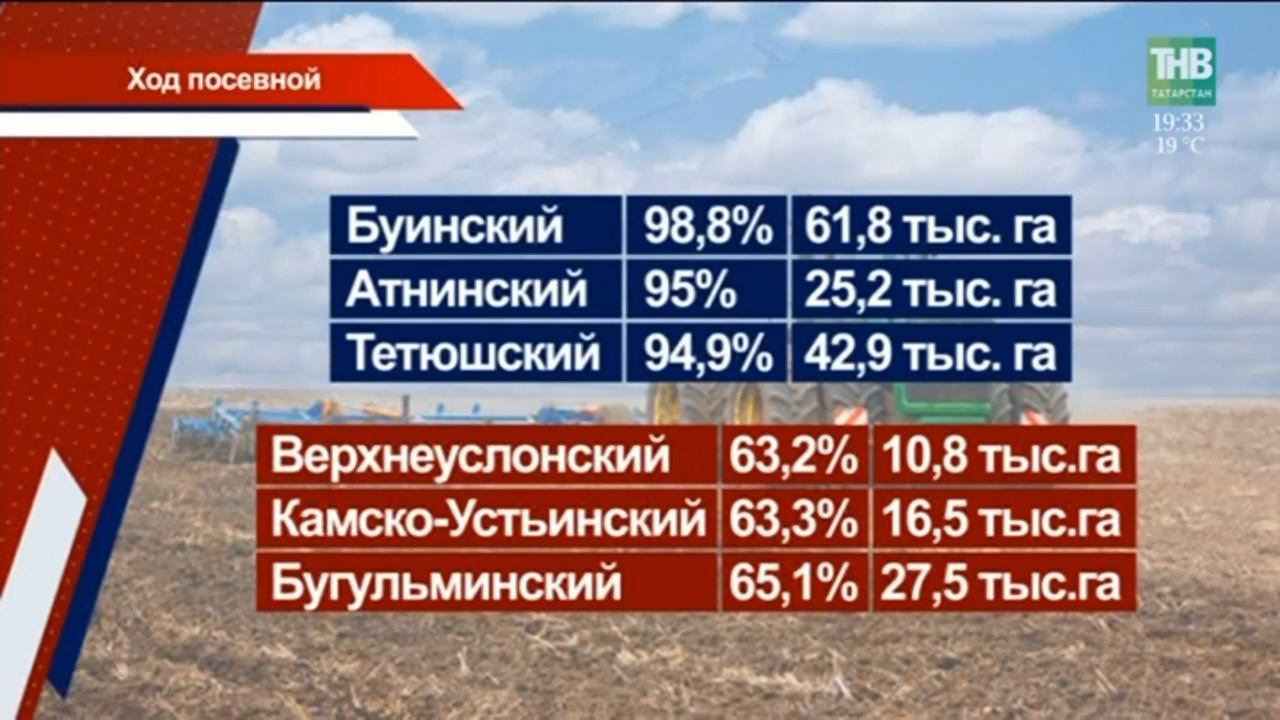 Ход посевной
ТНВ
ТАТАРСТАН
19:33
19 °C
Буинский 98,8% 61,8 тыс. га
Атнинский 95% 25,2 тыс. га
Тетюшский 94,9% 42,9 тыс. га
Верхнеуслонский 63,2% 10,8 тыс.га
Камско-Устьинский 63,3% 16,5 тыс.га
Бугульминский 65,1% 27,5 тыс.га